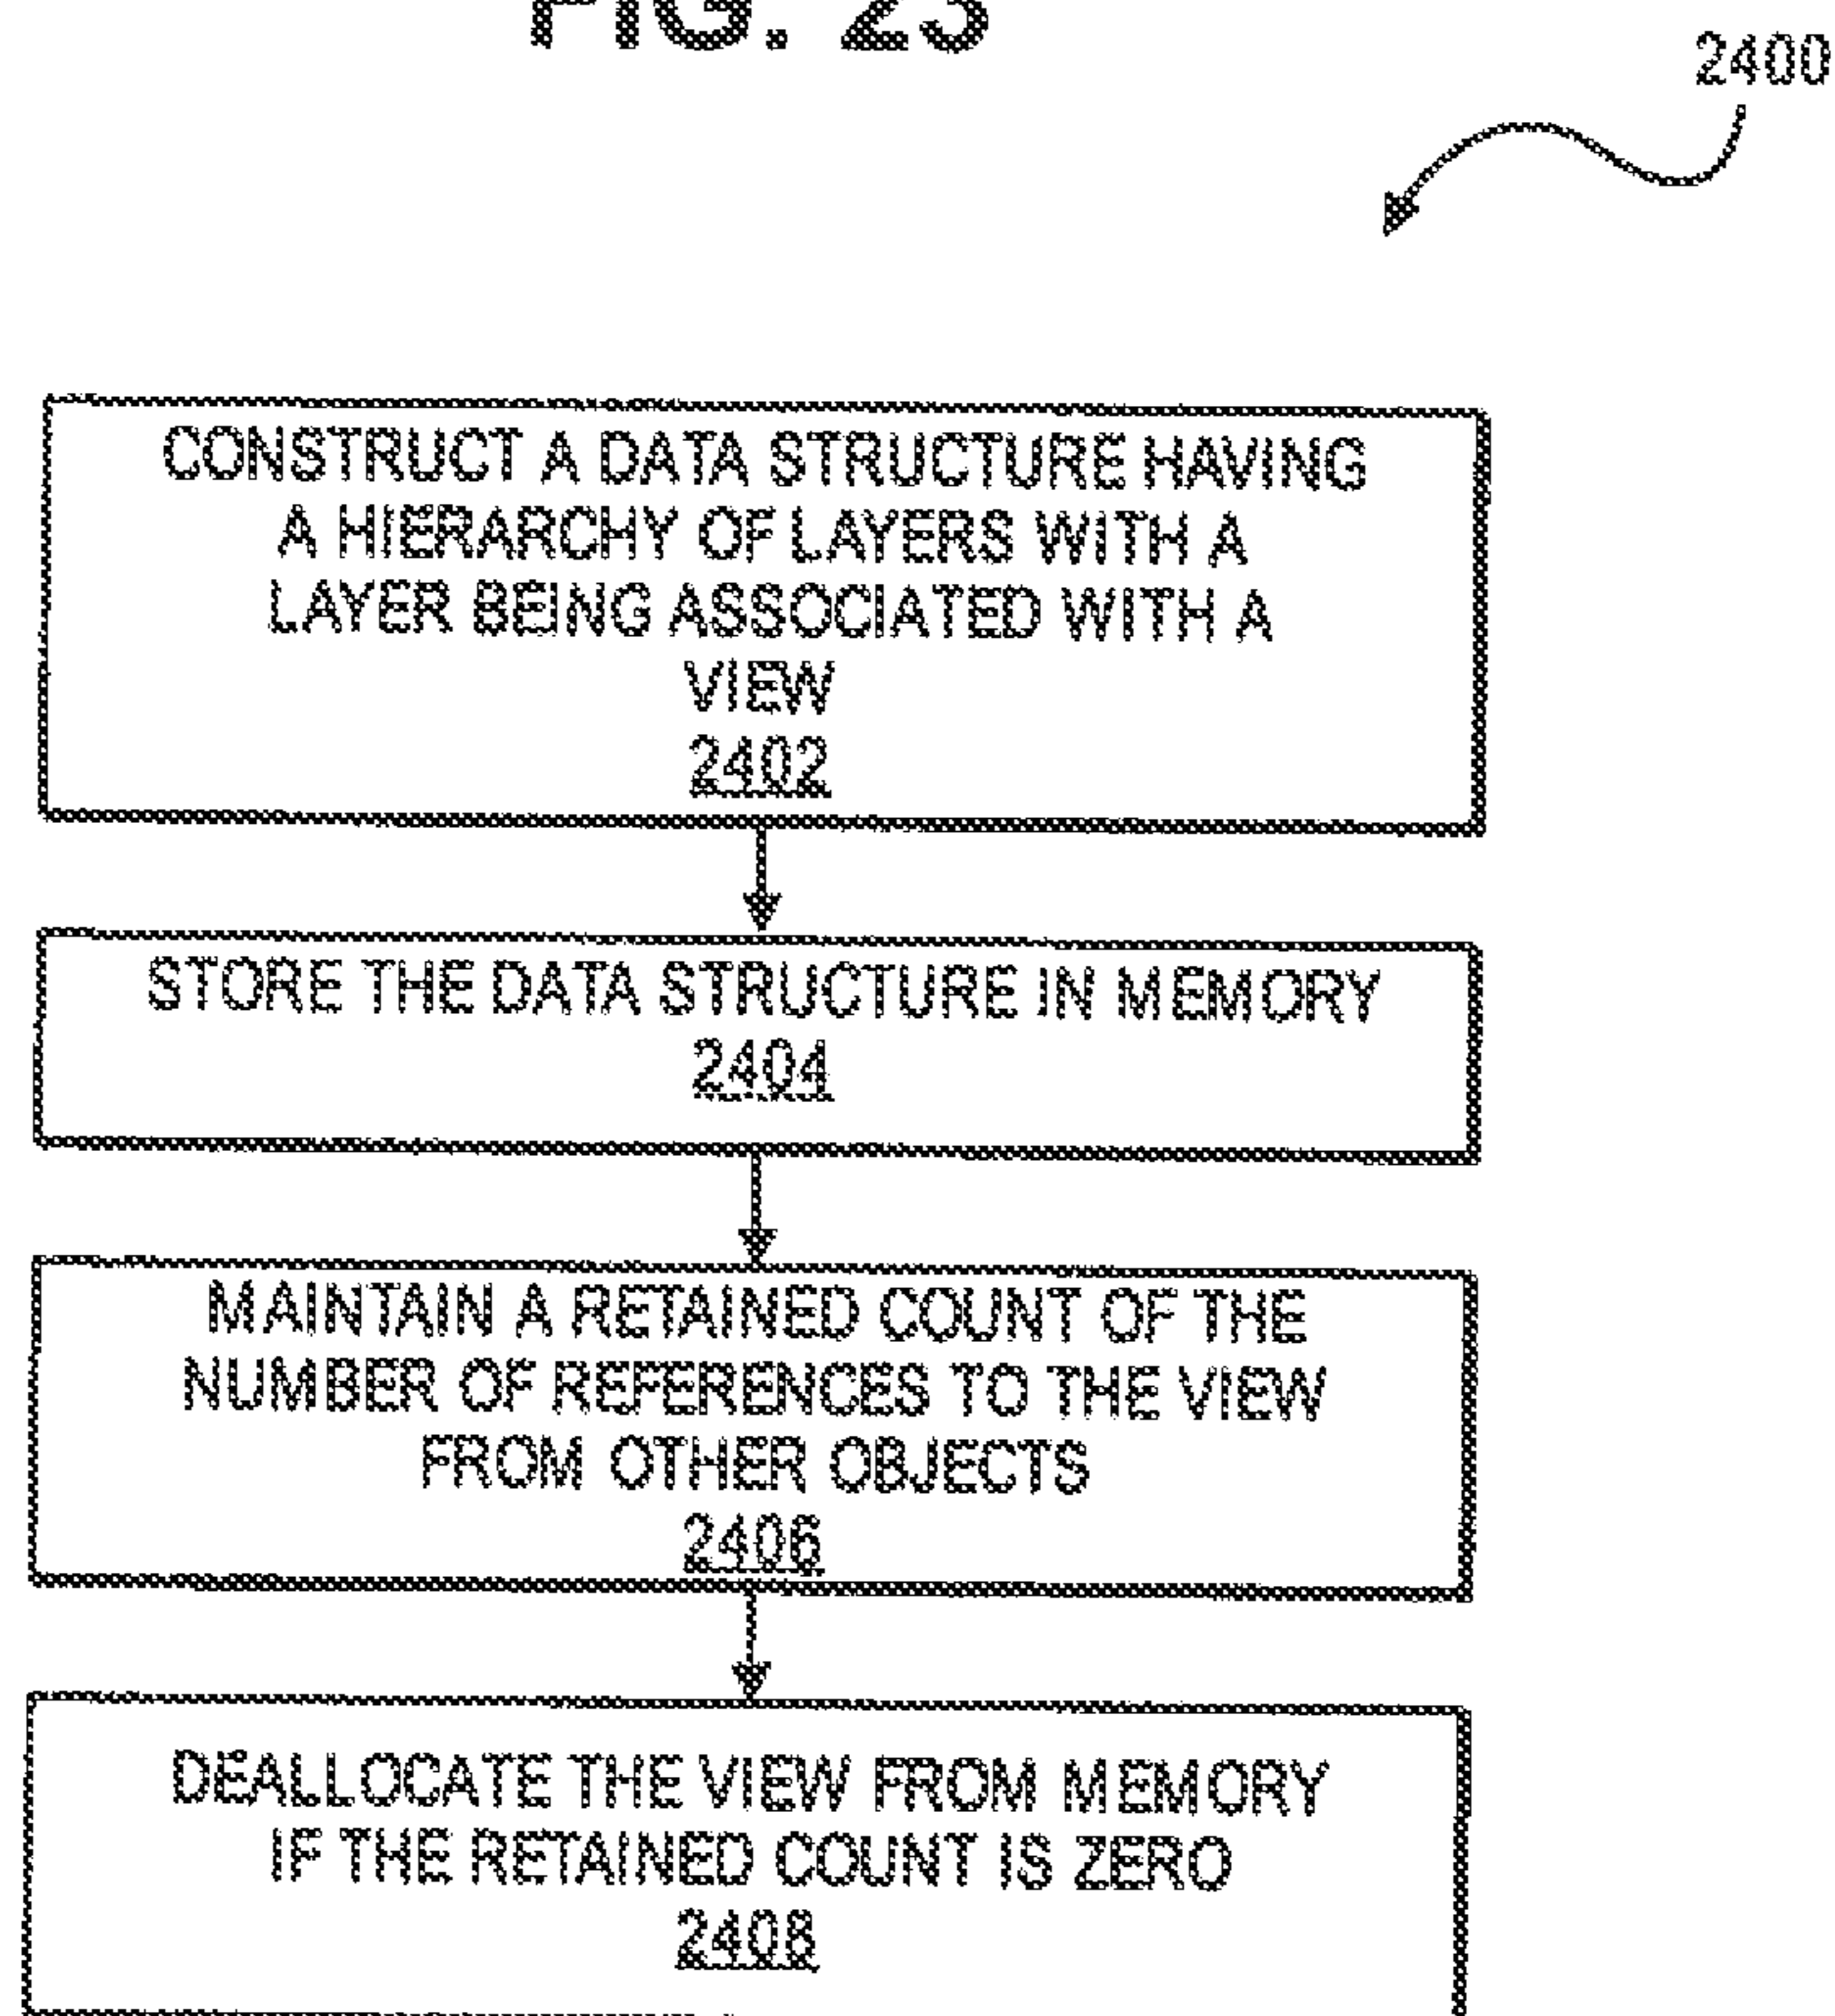 FIG. 23
2400
CONSTRUCT A DATA STRUCTURE HAVING
A HIERARCHY OF LAYERS WITH A
LAYER BEING ASSOCIATED WITH A
VIEW
2402
STORE THE DATA STRUCTURE IN MEMORY
2404
MAINTAIN A RETAINED COUNT OF THE
NUMBER OF REFERENCES TO THE VIEW
FROM OTHER OBJECTS
2406
DEALLOCATE THE VIEW FROM MEMORY
IF THE RETAINED COUNT IS ZERO
2408